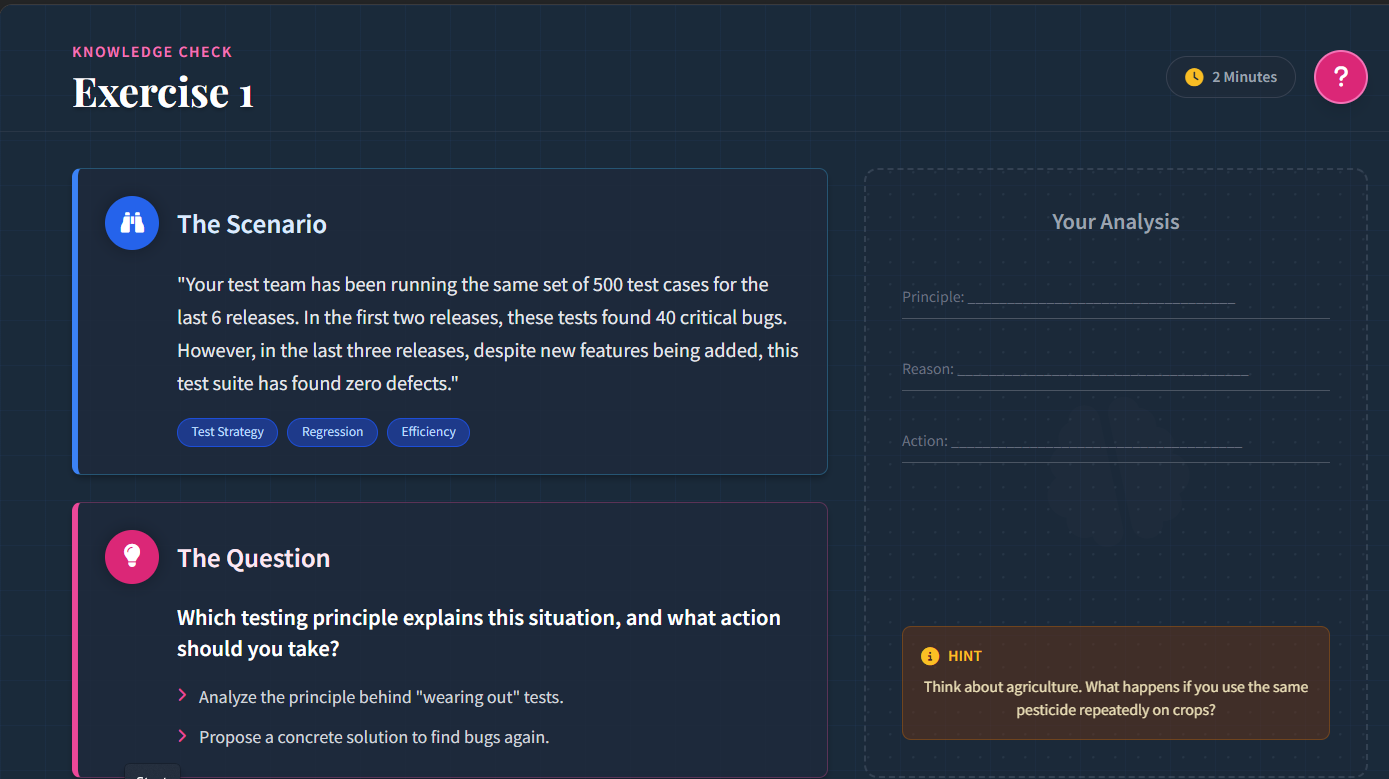 KNOWLEDGE CHECK
Exercise 1
2 Minutes
?
The Scenario
"Your test team has been running the same set of 500 test cases for the
last 6 releases. In the first two releases, these tests found 40 critical bugs.
However, in the last three releases, despite new features being added, this
test suite has found zero defects."
Test Strategy
Regression
Efficiency
The Question
Which testing principle explains this situation, and what action
should you take?
Analyze the principle behind "wearing out" tests.
Propose a concrete solution to find bugs again.
Your Analysis
Principle: ________________________________
Reason: ___________________________________
Action: ___________________________________
HINT
Think about agriculture. What happens if you use the same
pesticide repeatedly on crops?